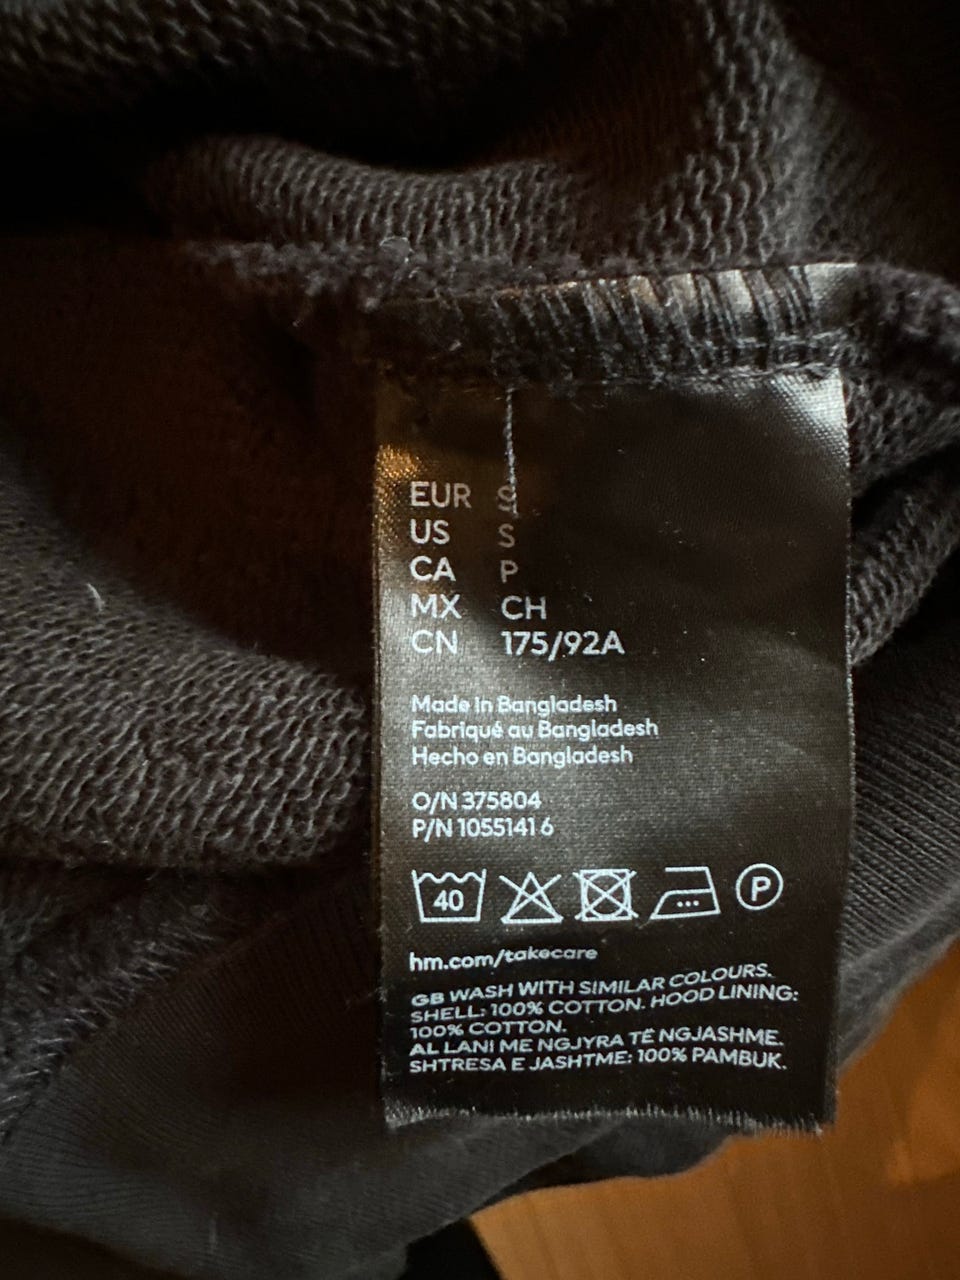 EUR S
US S
CA P
MX CH
CN 175/92A
Made in Bangladesh
Fabriqué au Bangladesh
Hecho en Bangladesh
O/N 375804
P/N 1055141 6
40 P
hm.com/takecare
GB WASH WITH SIMILAR COLOURS.
SHELL: 100% COTTON. HOOD LINING:
100% COTTON.
AL LANI ME NGJYRA TË NGJASHME.
SHTRESA E JASHTME: 100% PAMBUK.